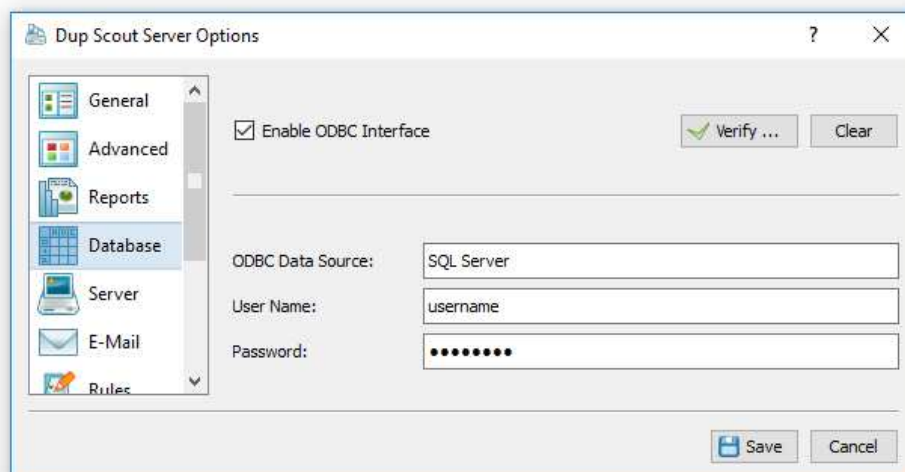 Dup Scout Server Options
?
General
Advanced
Reports
Database
Server
E-Mail
Rules
Enable ODBC Interface
Verify ...
Clear
ODBC Data Source:
SQL Server
User Name:
username
Password:
••••••••
Save
Cancel